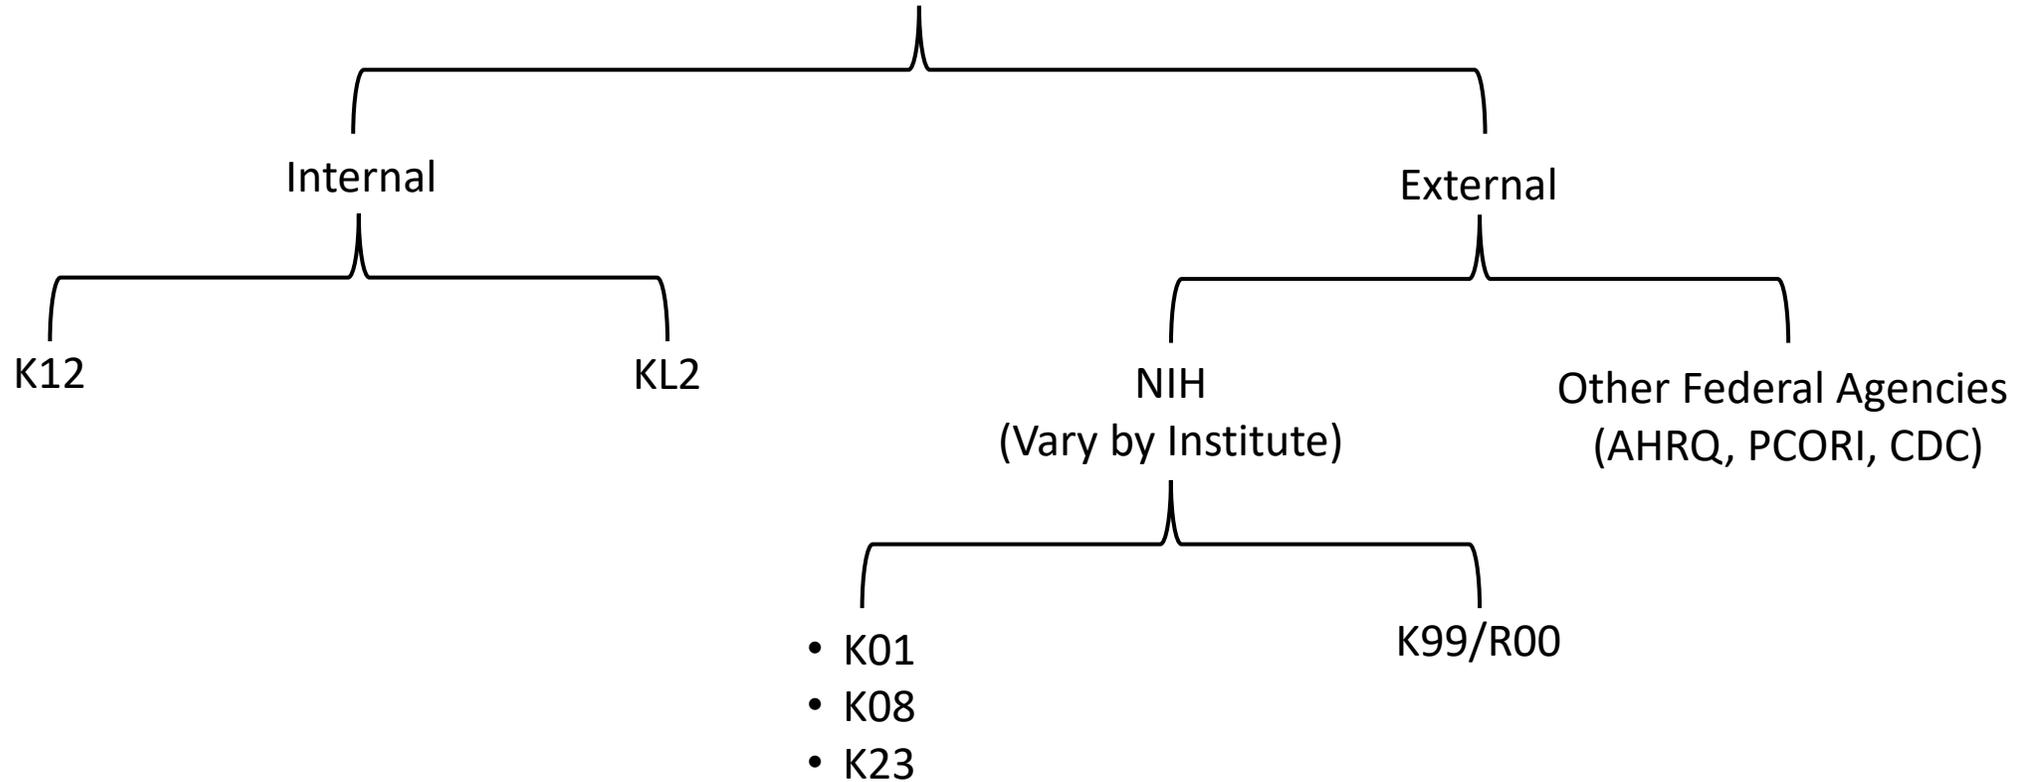 Internal
External
K12
KL2
NIH
(Vary by Institute)
Other Federal Agencies
(AHRQ, PCORI, CDC)
• K01
• K08
• K23
K99/R00